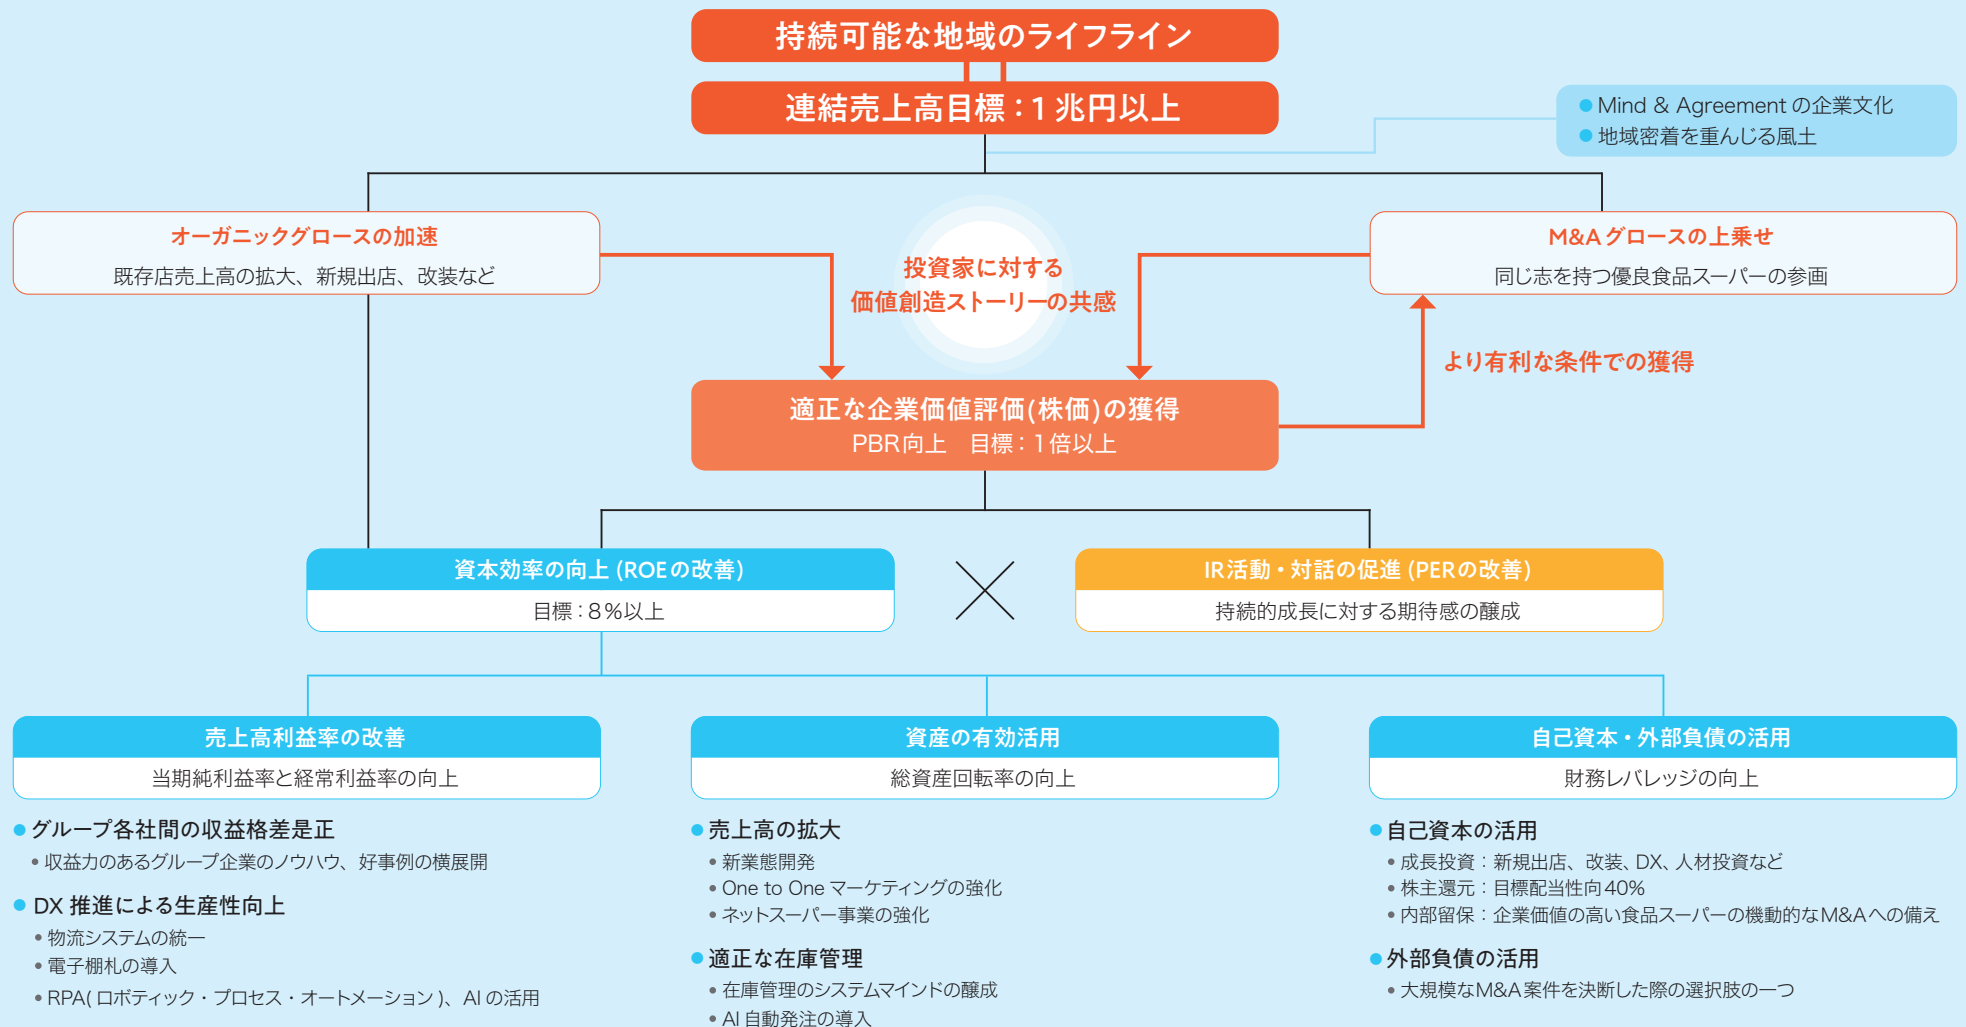 持続可能な地域のライフライン
連結売上高目標：1兆円以上
● Mind & Agreement の企業文化
● 地域密着を重んじる風土
オーガニックグロースの加速
既存店売上高の拡大、新規出店、改装など
投資家に対する
価値創造ストーリーの共感
M&Aグロースの上乗せ
同じ志を持つ優良食品スーパーの参画
より有利な条件での獲得
適正な企業価値評価(株価)の獲得
PBR向上　目標：1倍以上
資本効率の向上 (ROEの改善)
目標：8%以上
IR活動・対話の促進 (PERの改善)
持続的成長に対する期待感の醸成
売上高利益率の改善
当期純利益率と経常利益率の向上
● グループ各社間の収益格差是正
• 収益力のあるグループ企業のノウハウ、好事例の横展開
● DX 推進による生産性向上
• 物流システムの統一
• 電子棚札の導入
• RPA( ロボティック・プロセス・オートメーション )、AI の活用
資産の有効活用
総資産回転率の向上
● 売上高の拡大
• 新業態開発
• One to One マーケティングの強化
• ネットスーパー事業の強化
● 適正な在庫管理
• 在庫管理のシステムマインドの醸成
• AI 自動発注の導入
自己資本・外部負債の活用
財務レバレッジの向上
● 自己資本の活用
• 成長投資：新規出店、改装、DX、人材投資など
• 株主還元：目標配当性向40%
• 内部留保：企業価値の高い食品スーパーの機動的なM&Aへの備え
● 外部負債の活用
• 大規模なM&A案件を決断した際の選択肢の一つ